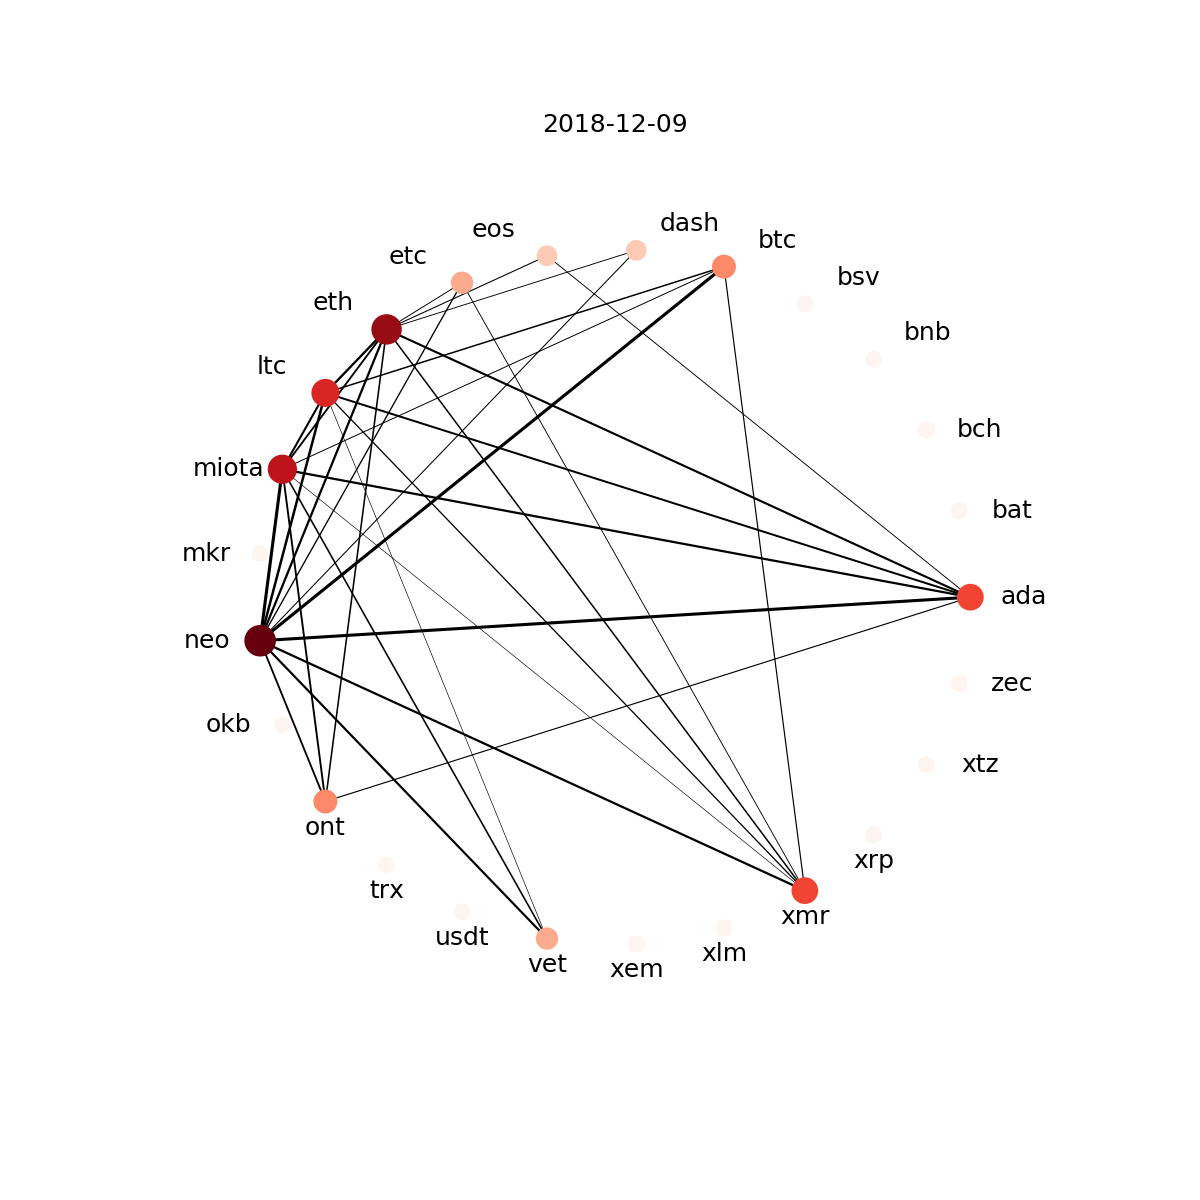 2018-12-09
dash
eos
btc
etc
bsv
eth
bnb
ltc
bch
miota
bat
mkr
ada
neo
zec
okb
xtz
ont
xrp
trx
xmr
usdt
xlm
vet
xem